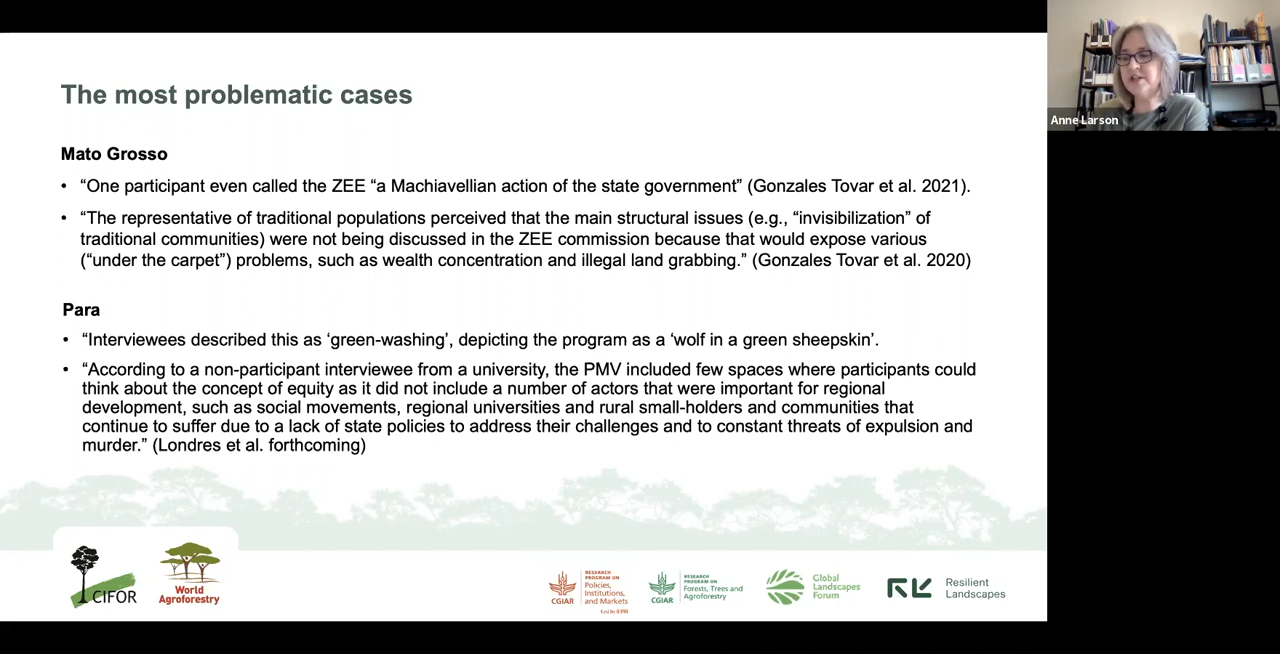 The most problematic cases
Mato Grosso
• “One participant even called the ZEE “a Machiavellian action of the state government” (Gonzales Tovar et al. 2021).
• “The representative of traditional populations perceived that the main structural issues (e.g., “invisibilization” of
traditional communities) were not being discussed in the ZEE commission because that would expose various
(“under the carpet”) problems, such as wealth concentration and illegal land grabbing.” (Gonzales Tovar et al. 2020)
Para
• “Interviewees described this as ‘green-washing’, depicting the program as a ‘wolf in a green sheepskin’.
• “According to a non-participant interviewee from a university, the PMV included few spaces where participants could
think about the concept of equity as it did not include a number of actors that were important for regional
development, such as social movements, regional universities and rural small-holders and communities that
continue to suffer due to a lack of state policies to address their challenges and to constant threats of expulsion and
murder.” (Londres et al. forthcoming)
Anne Larson
CIFOR
World
Agroforestry
CGIAR
RESEARCH
PROGRAM ON
Policies,
Institutions,
and Markets
CGIAR
RESEARCH
PROGRAM ON
Forests, Trees and
Agroforestry
Global
Landscapes
Forum
Resilient
Landscapes